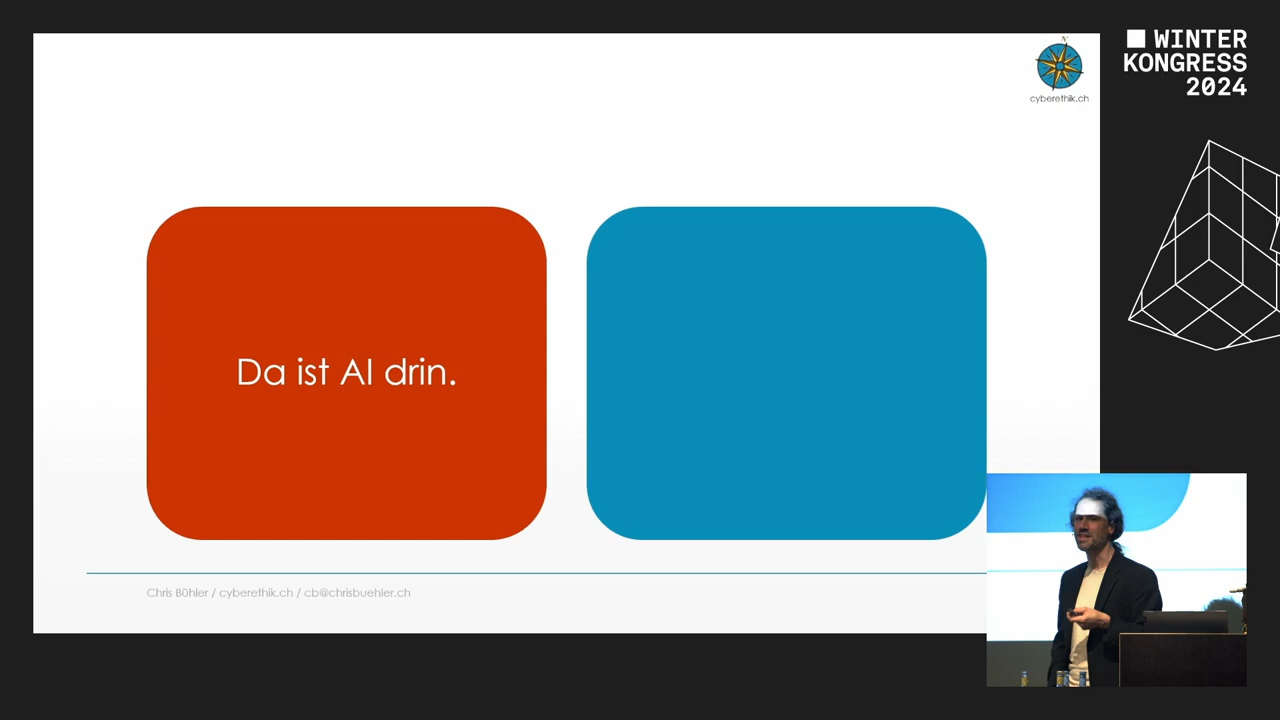 WINTER
KONGRESS
2024
cyberethik.ch
Da ist AI drin.
Chris Bühler / cyberethik.ch / cb@chrisbuehler.ch